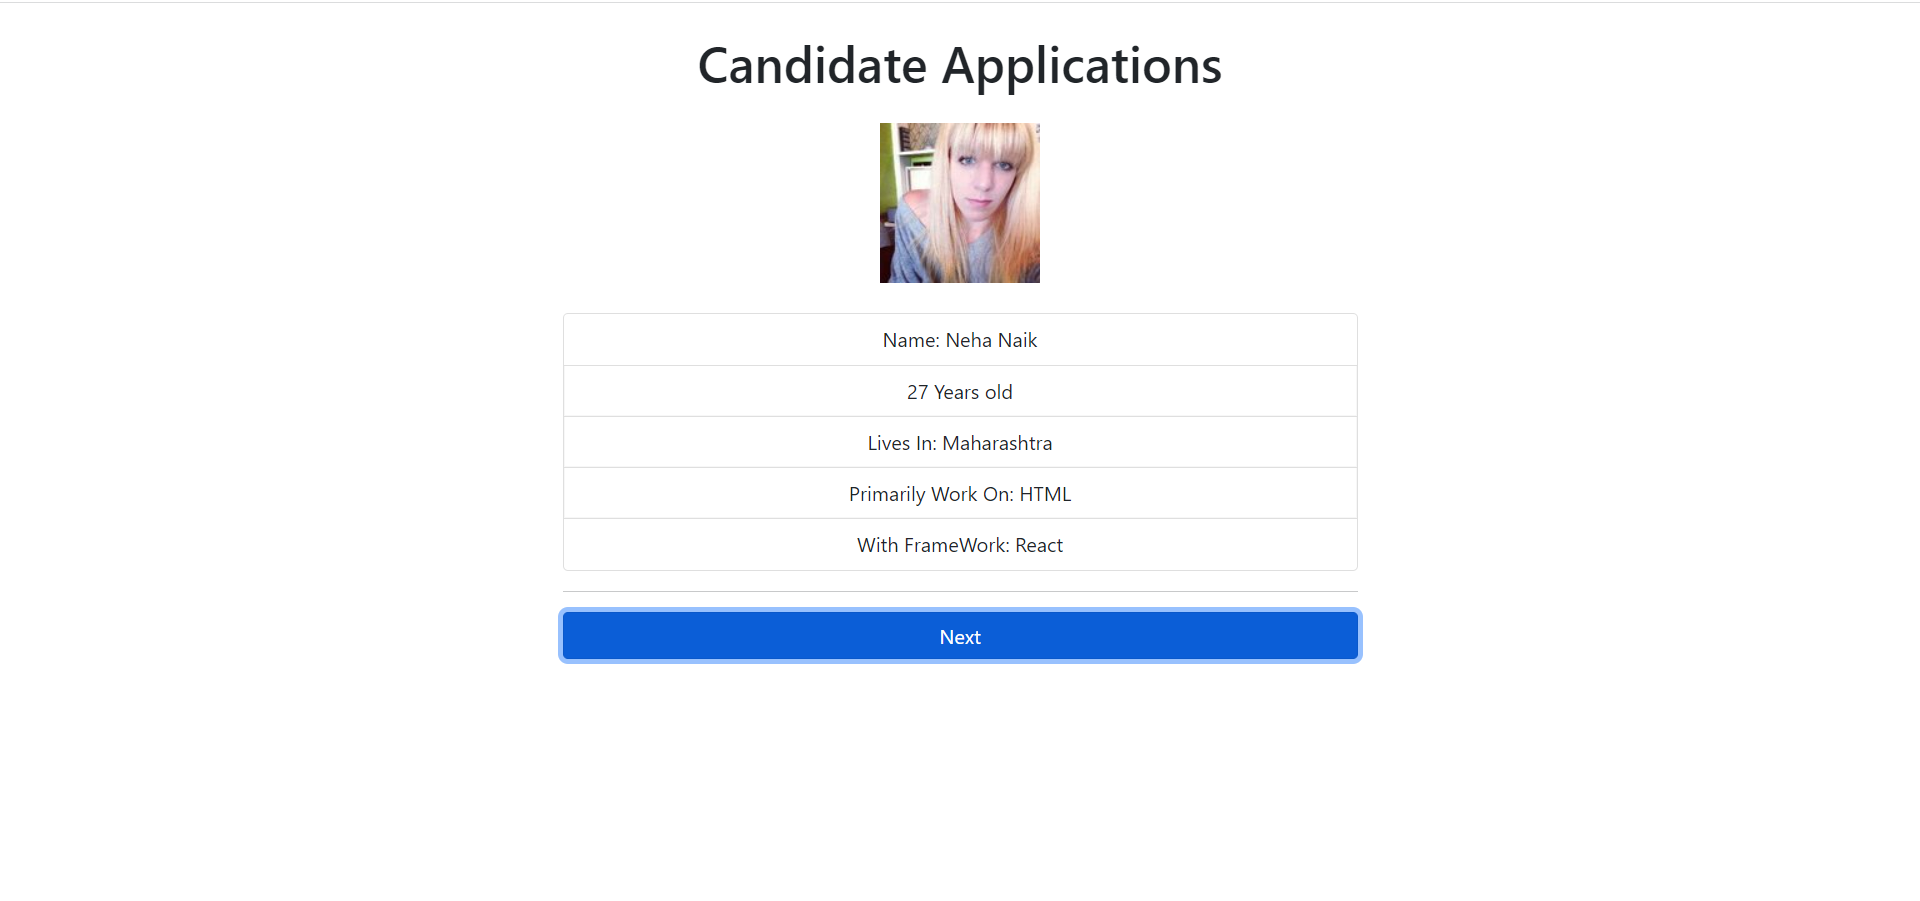 Candidate Applications
Name: Neha Naik
27 Years old
Lives In: Maharashtra
Primarily Work On: HTML
With FrameWork: React
Next